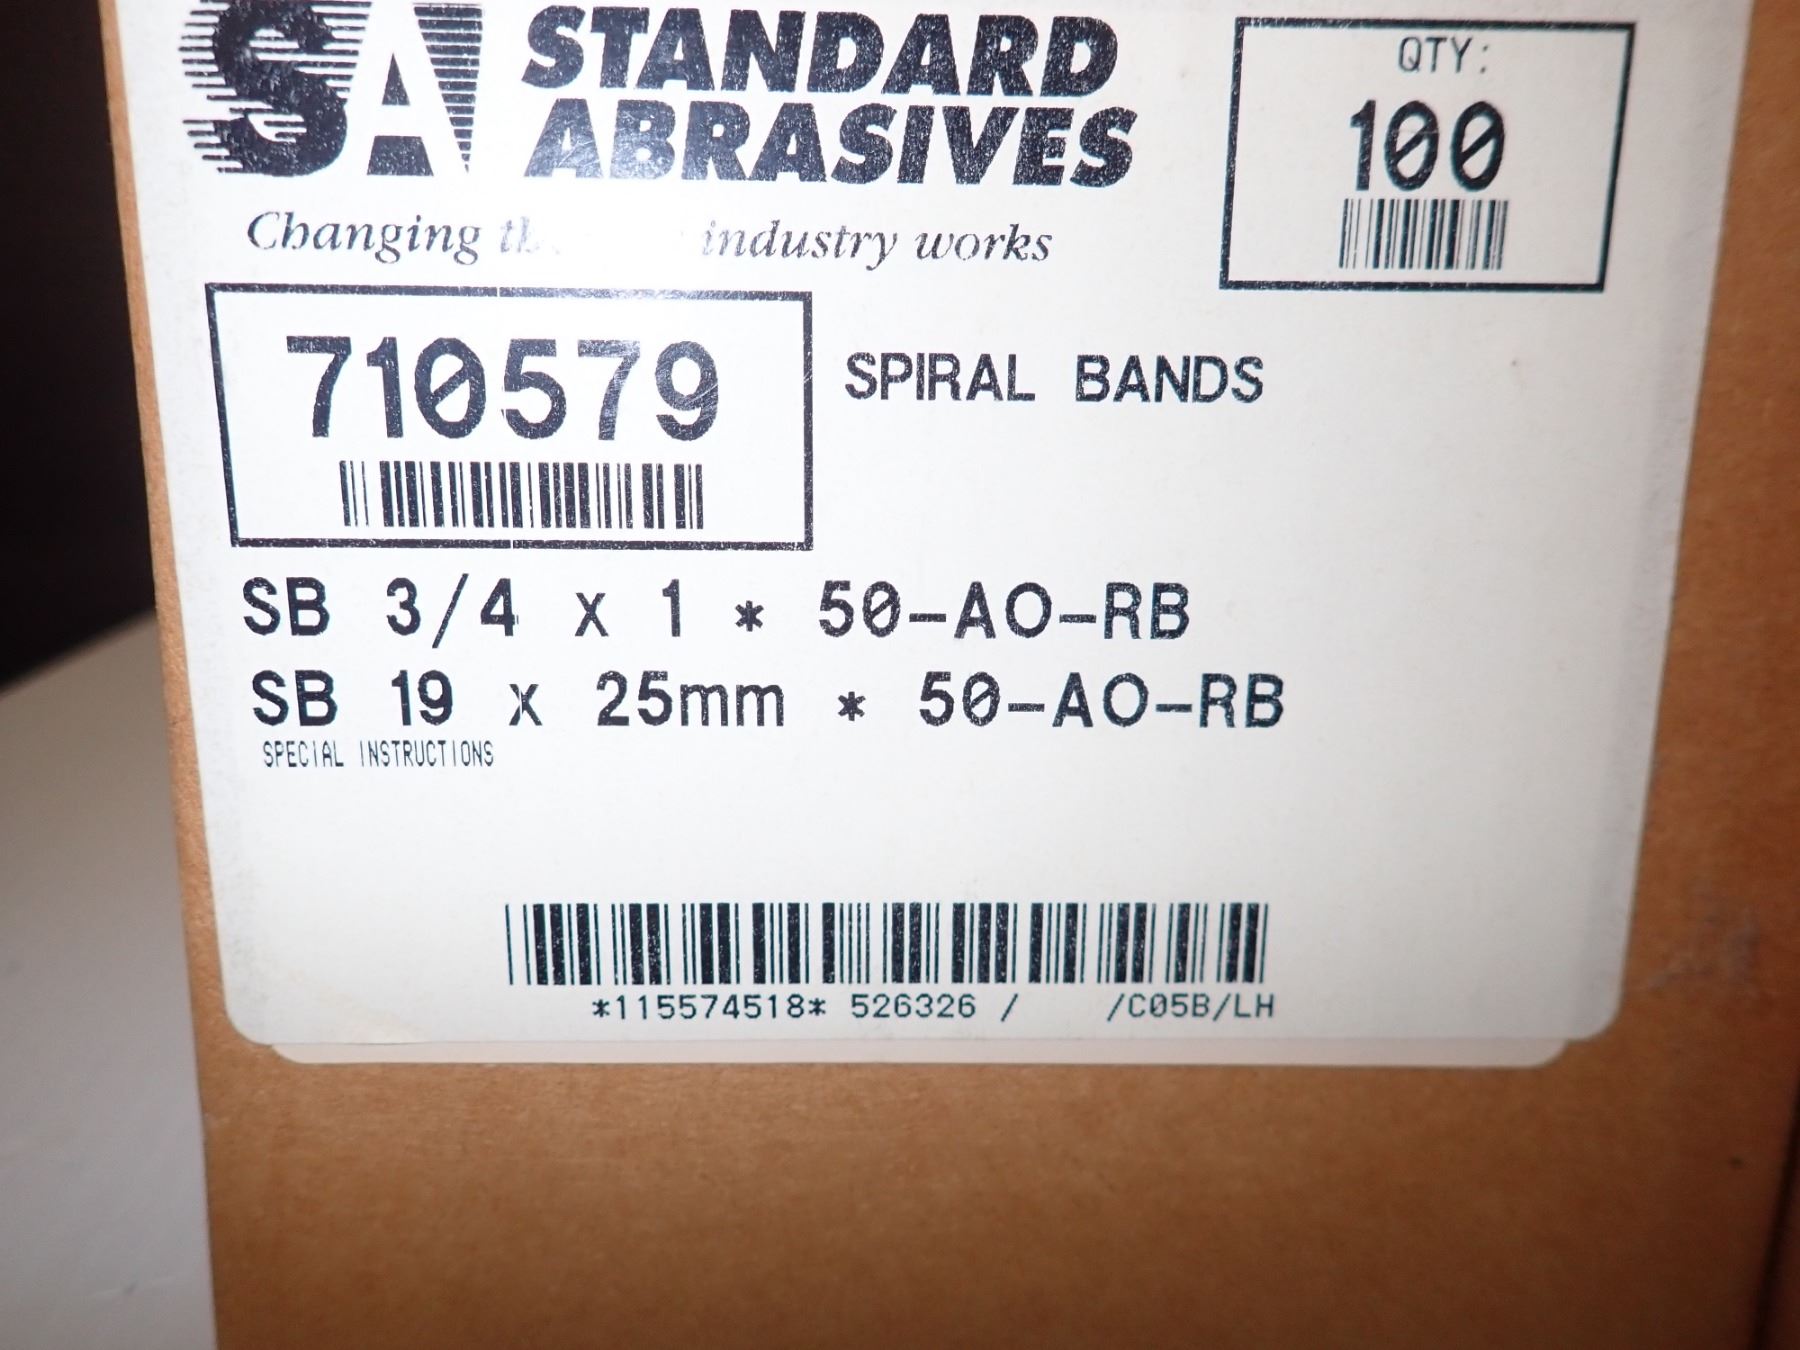 SA STANDARD
ABRASIVES
Changing industry works
QTY:
100
710579
SPIRAL BANDS
SB 3/4 x 1 * 50-AO-RB
SB 19 x 25mm * 50-AO-RB
SPECIAL INSTRUCTIONS
*115574518* 526326 / /C05B/LH